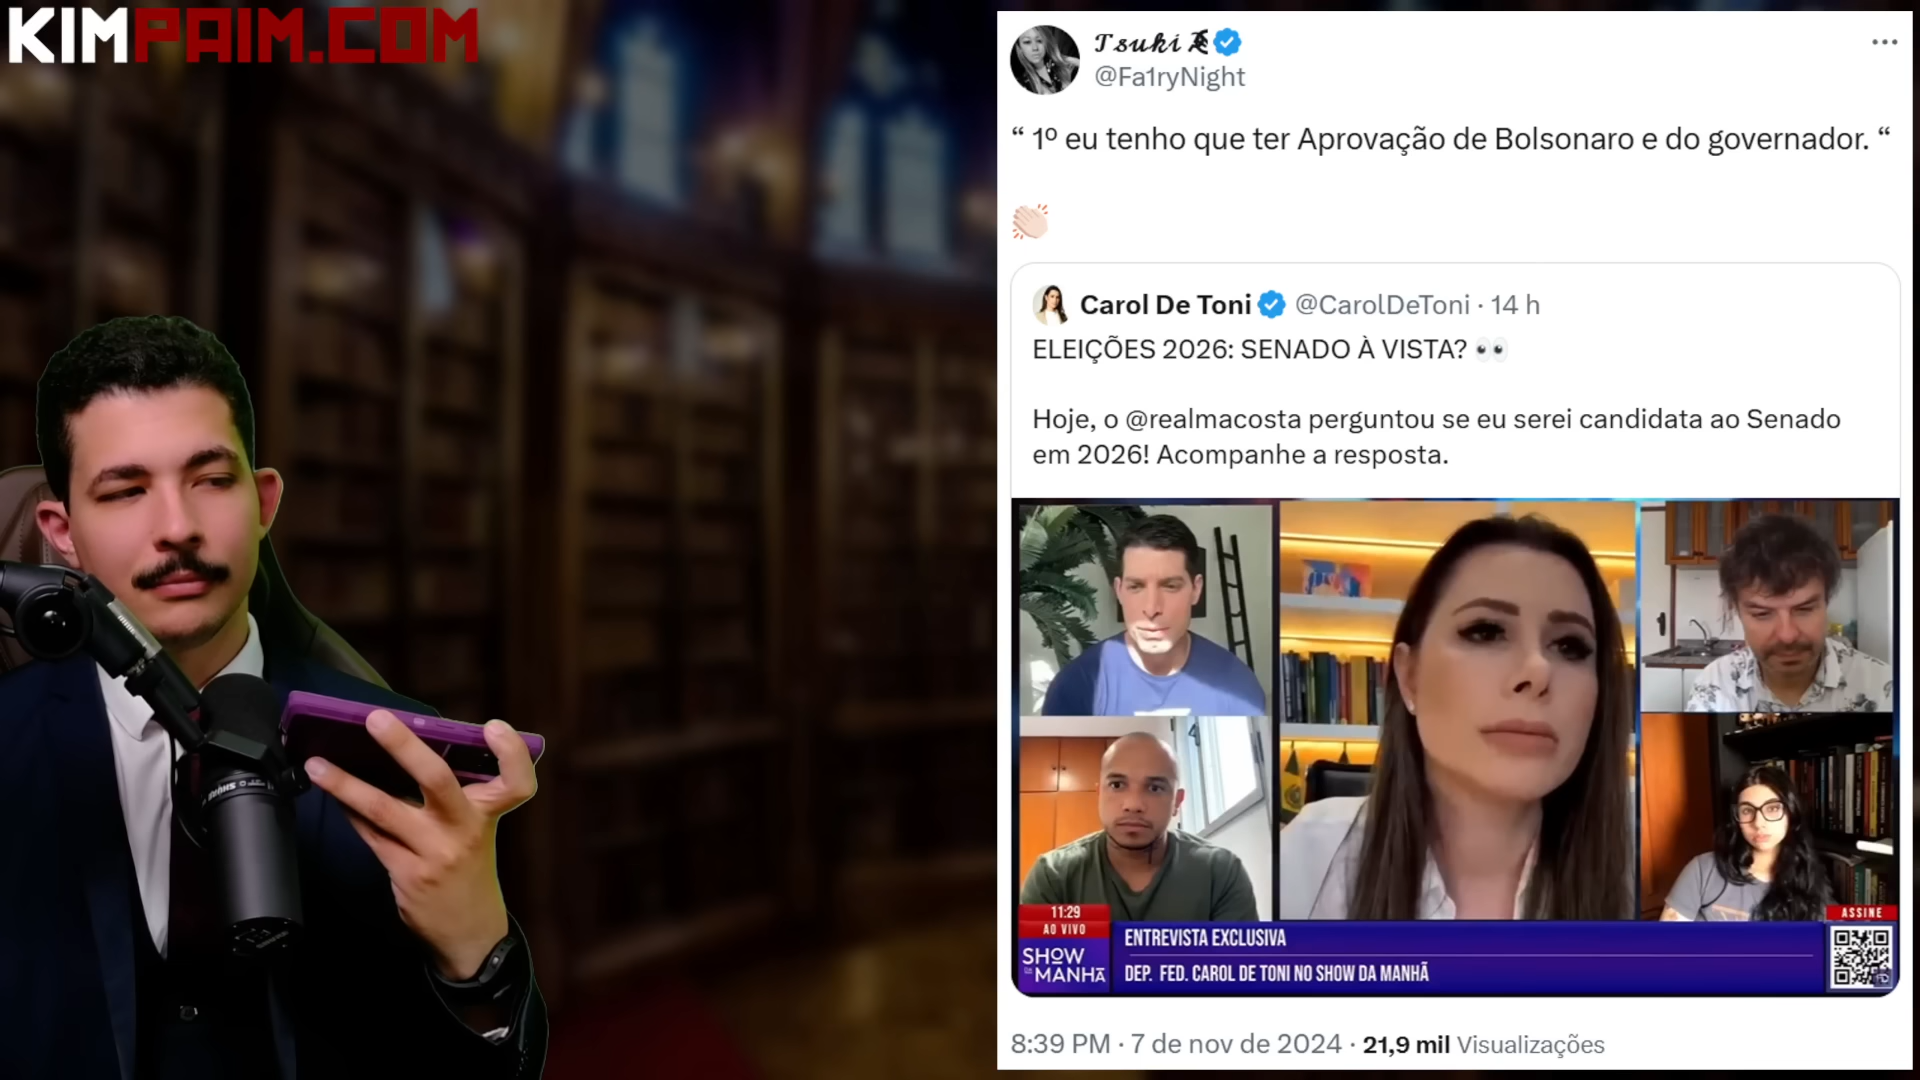 KIMPAIM.COM
Tsuki
@Fa1ryNight
“ 1º eu tenho que ter Aprovação de Bolsonaro e do governador. “
Carol De Toni @CarolDeToni · 14 h
ELEIÇÕES 2026: SENADO À VISTA?
Hoje, o @realmacosta perguntou se eu serei candidata ao Senado
em 2026! Acompanhe a resposta.
11:29
AO VIVO
SHOW
DA MANHÃ
ENTREVISTA EXCLUSIVA
DEP. FED. CAROL DE TONI NO SHOW DA MANHÃ
ASSINE
8:39 PM · 7 de nov de 2024 · 21,9 mil Visualizações